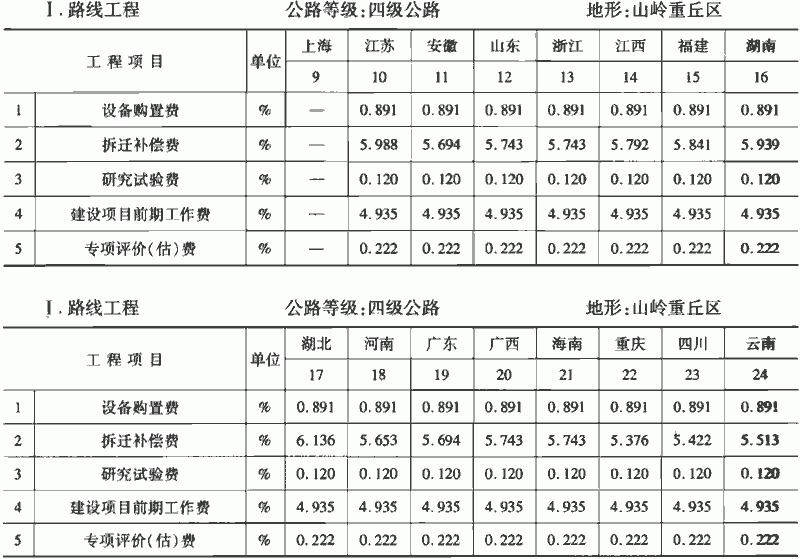 Ⅰ.路线工程 公路等级:四级公路 地形:山岭重丘区
工程项目 单位 上海 江苏 安徽 山东 浙江 江西 福建 湖南
9 10 11 12 13 14 15 16
1 设备购置费 % — 0.891 0.891 0.891 0.891 0.891 0.891 0.891
2 拆迁补偿费 % — 5.988 5.694 5.743 5.743 5.792 5.841 5.939
3 研究试验费 % — 0.120 0.120 0.120 0.120 0.120 0.120 0.120
4 建设项目前期工作费 % — 4.935 4.935 4.935 4.935 4.935 4.935 4.935
5 专项评价(估)费 % — 0.222 0.222 0.222 0.222 0.222 0.222 0.222
Ⅰ.路线工程 公路等级:四级公路 地形:山岭重丘区
工程项目 单位 湖北 河南 广东 广西 海南 重庆 四川 云南
17 18 19 20 21 22 23 24
1 设备购置费 % 0.891 0.891 0.891 0.891 0.891 0.891 0.891 0.891
2 拆迁补偿费 % 6.136 5.653 5.694 5.743 5.743 5.376 5.422 5.513
3 研究试验费 % 0.120 0.120 0.120 0.120 0.120 0.120 0.120 0.120
4 建设项目前期工作费 % 4.935 4.935 4.935 4.935 4.935 4.935 4.935 4.935
5 专项评价(估)费 % 0.222 0.222 0.222 0.222 0.222 0.222 0.222 0.222